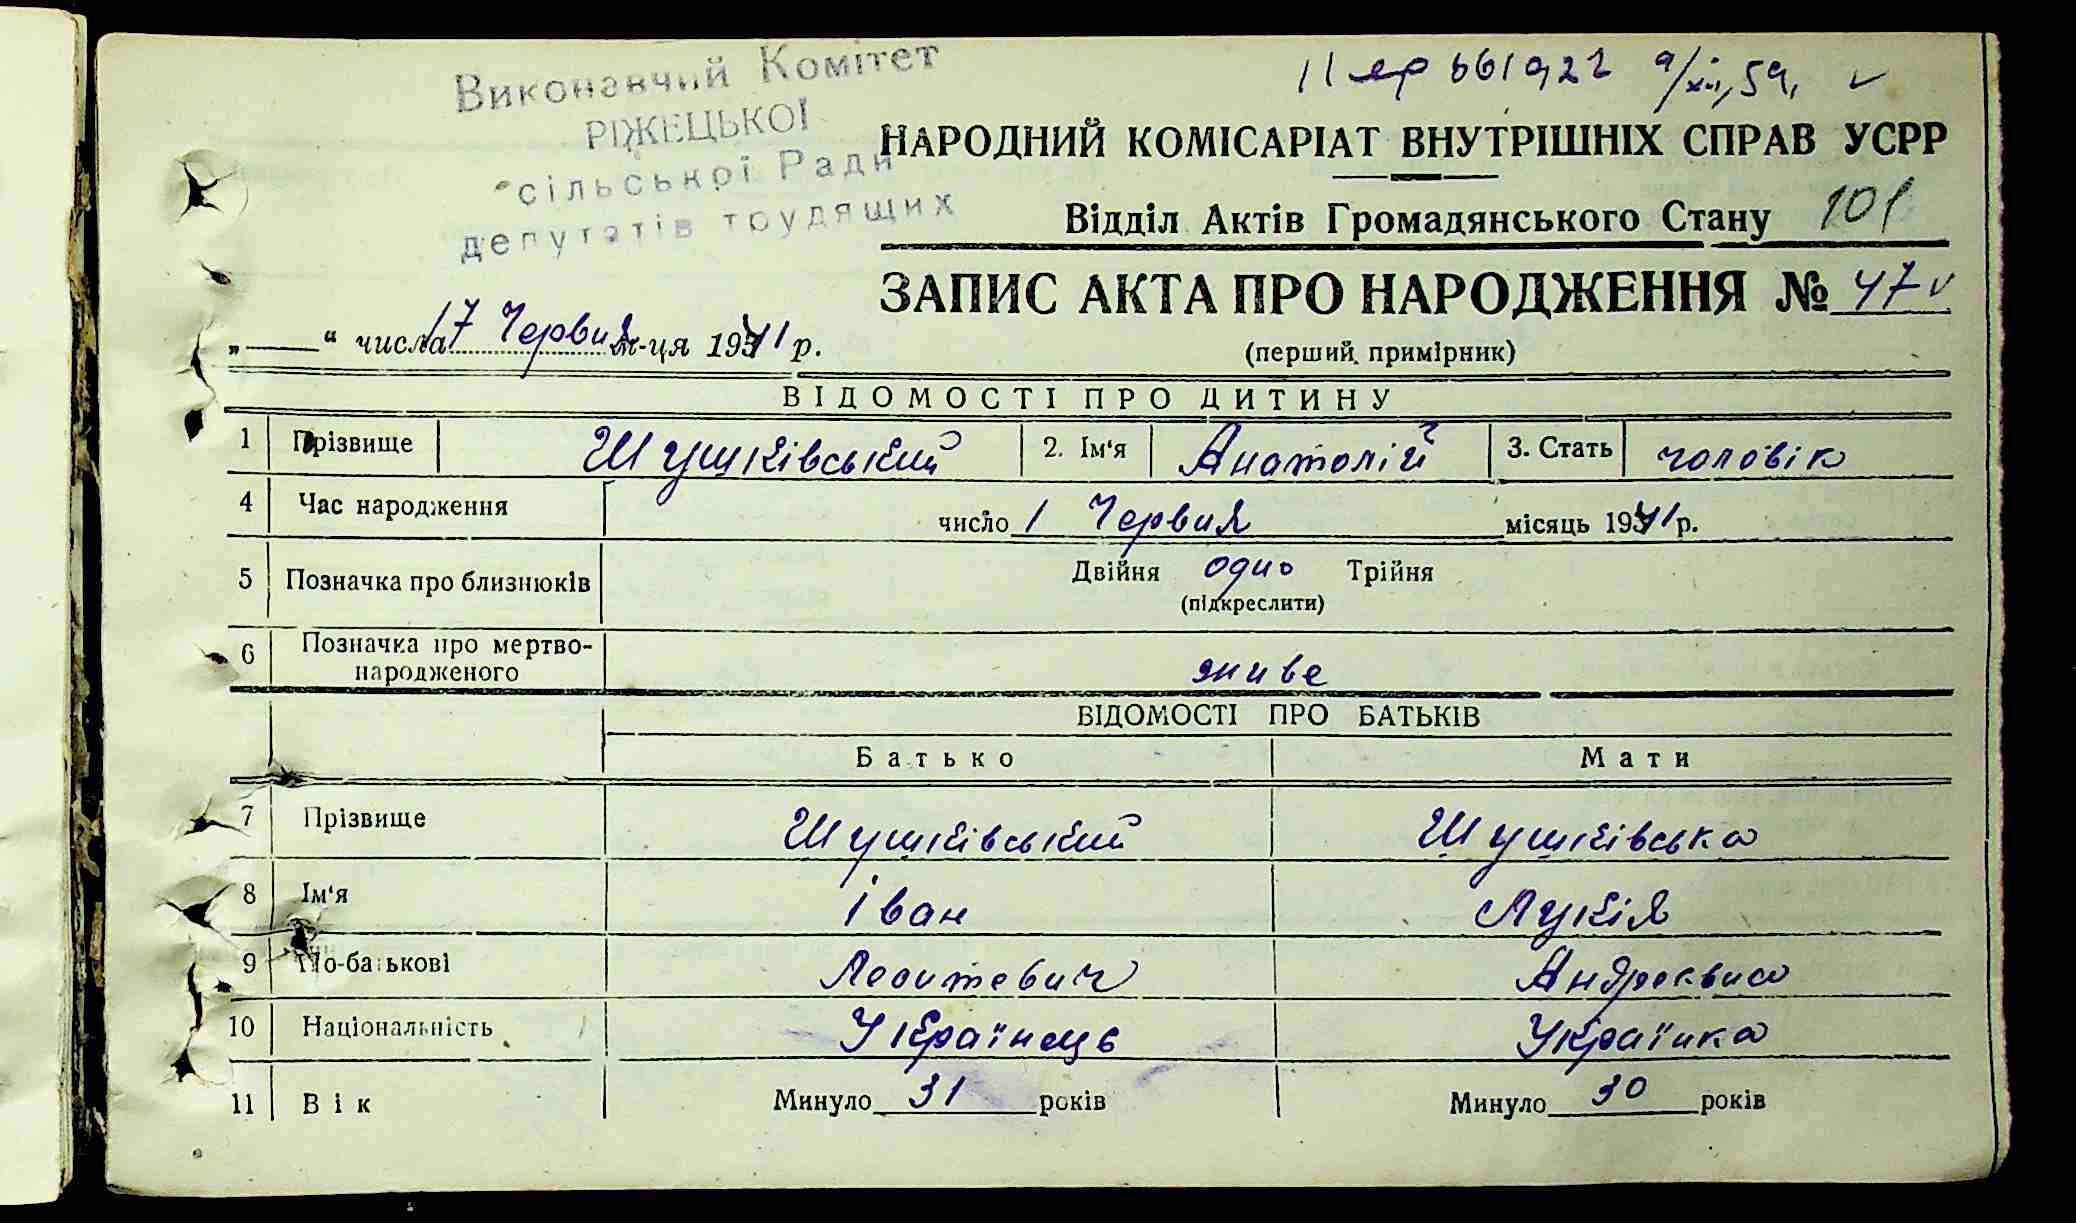 Виконавчий Комітет
РІЖЕЦЬКОЇ
сільської Ради
депутатів трудящих
11 яр 661922 9/XII, 59, v
НАРОДНИЙ КОМІСАРІАТ ВНУТРІШНІХ СПРАВ УСРР
Відділ Актів Громадянського Стану 101
ЗАПИС АКТА ПРО НАРОДЖЕННЯ № 47 v
„ “ числа 17 Червня м-ця 1941 р.
(перший примірник)
ВІДОМОСТІ ПРО ДИТИНУ
1 Прізвище Шушківський 2. Ім‘я Анатолій 3. Стать чоловік
4 Час народження число 1 Червня місяць 1941 р.
5 Позначка про близнюків Двійня одно Трійня
(підкреслити)
6 Позначка про мертво-
народженого живе
ВІДОМОСТІ ПРО БАТЬКІВ
Батько Мати
7 Прізвище Шушківський Шушківська
8 Ім‘я Іван Лукія
9 По-батькові Леонтевич Андреевна
10 Національність Українець Українка
11 Вік Минуло 31 років Минуло 30 років